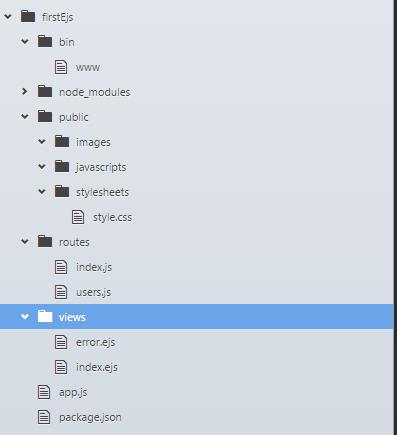 firstEjs
bin
www
node_modules
public
images
javascripts
stylesheets
style.css
routes
index.js
users.js
views
error.ejs
index.ejs
app.js
package.json